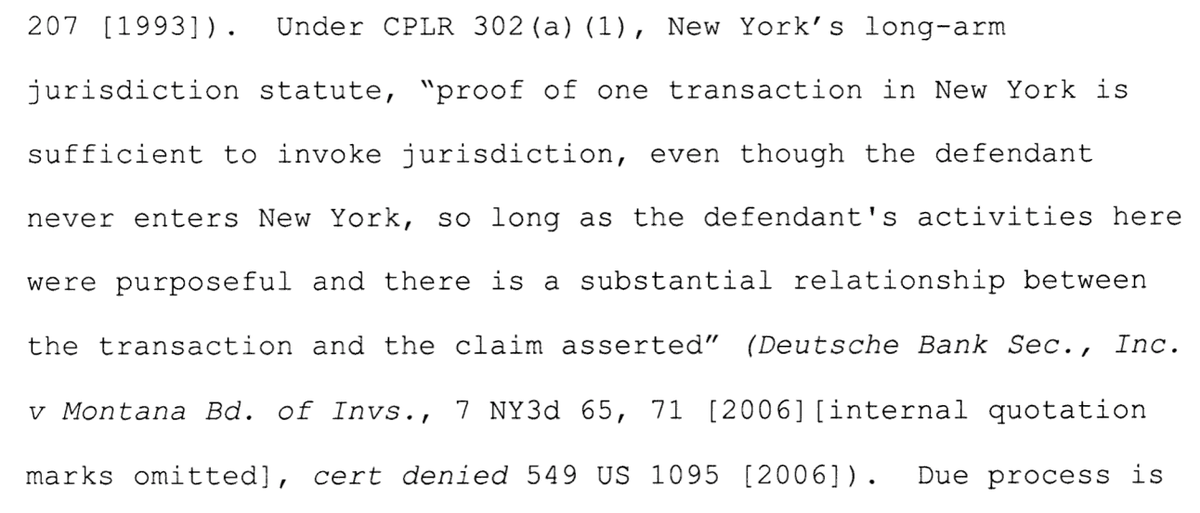 207 [1993]). Under CPLR 302(a)(1), New York’s long-arm
jurisdiction statute, “proof of one transaction in New York is
sufficient to invoke jurisdiction, even though the defendant
never enters New York, so long as the defendant's activities here
were purposeful and there is a substantial relationship between
the transaction and the claim asserted” (Deutsche Bank Sec., Inc.
v Montana Bd. of Invs., 7 NY3d 65, 71 [2006][internal quotation
marks omitted], cert denied 549 US 1095 [2006]). Due process is